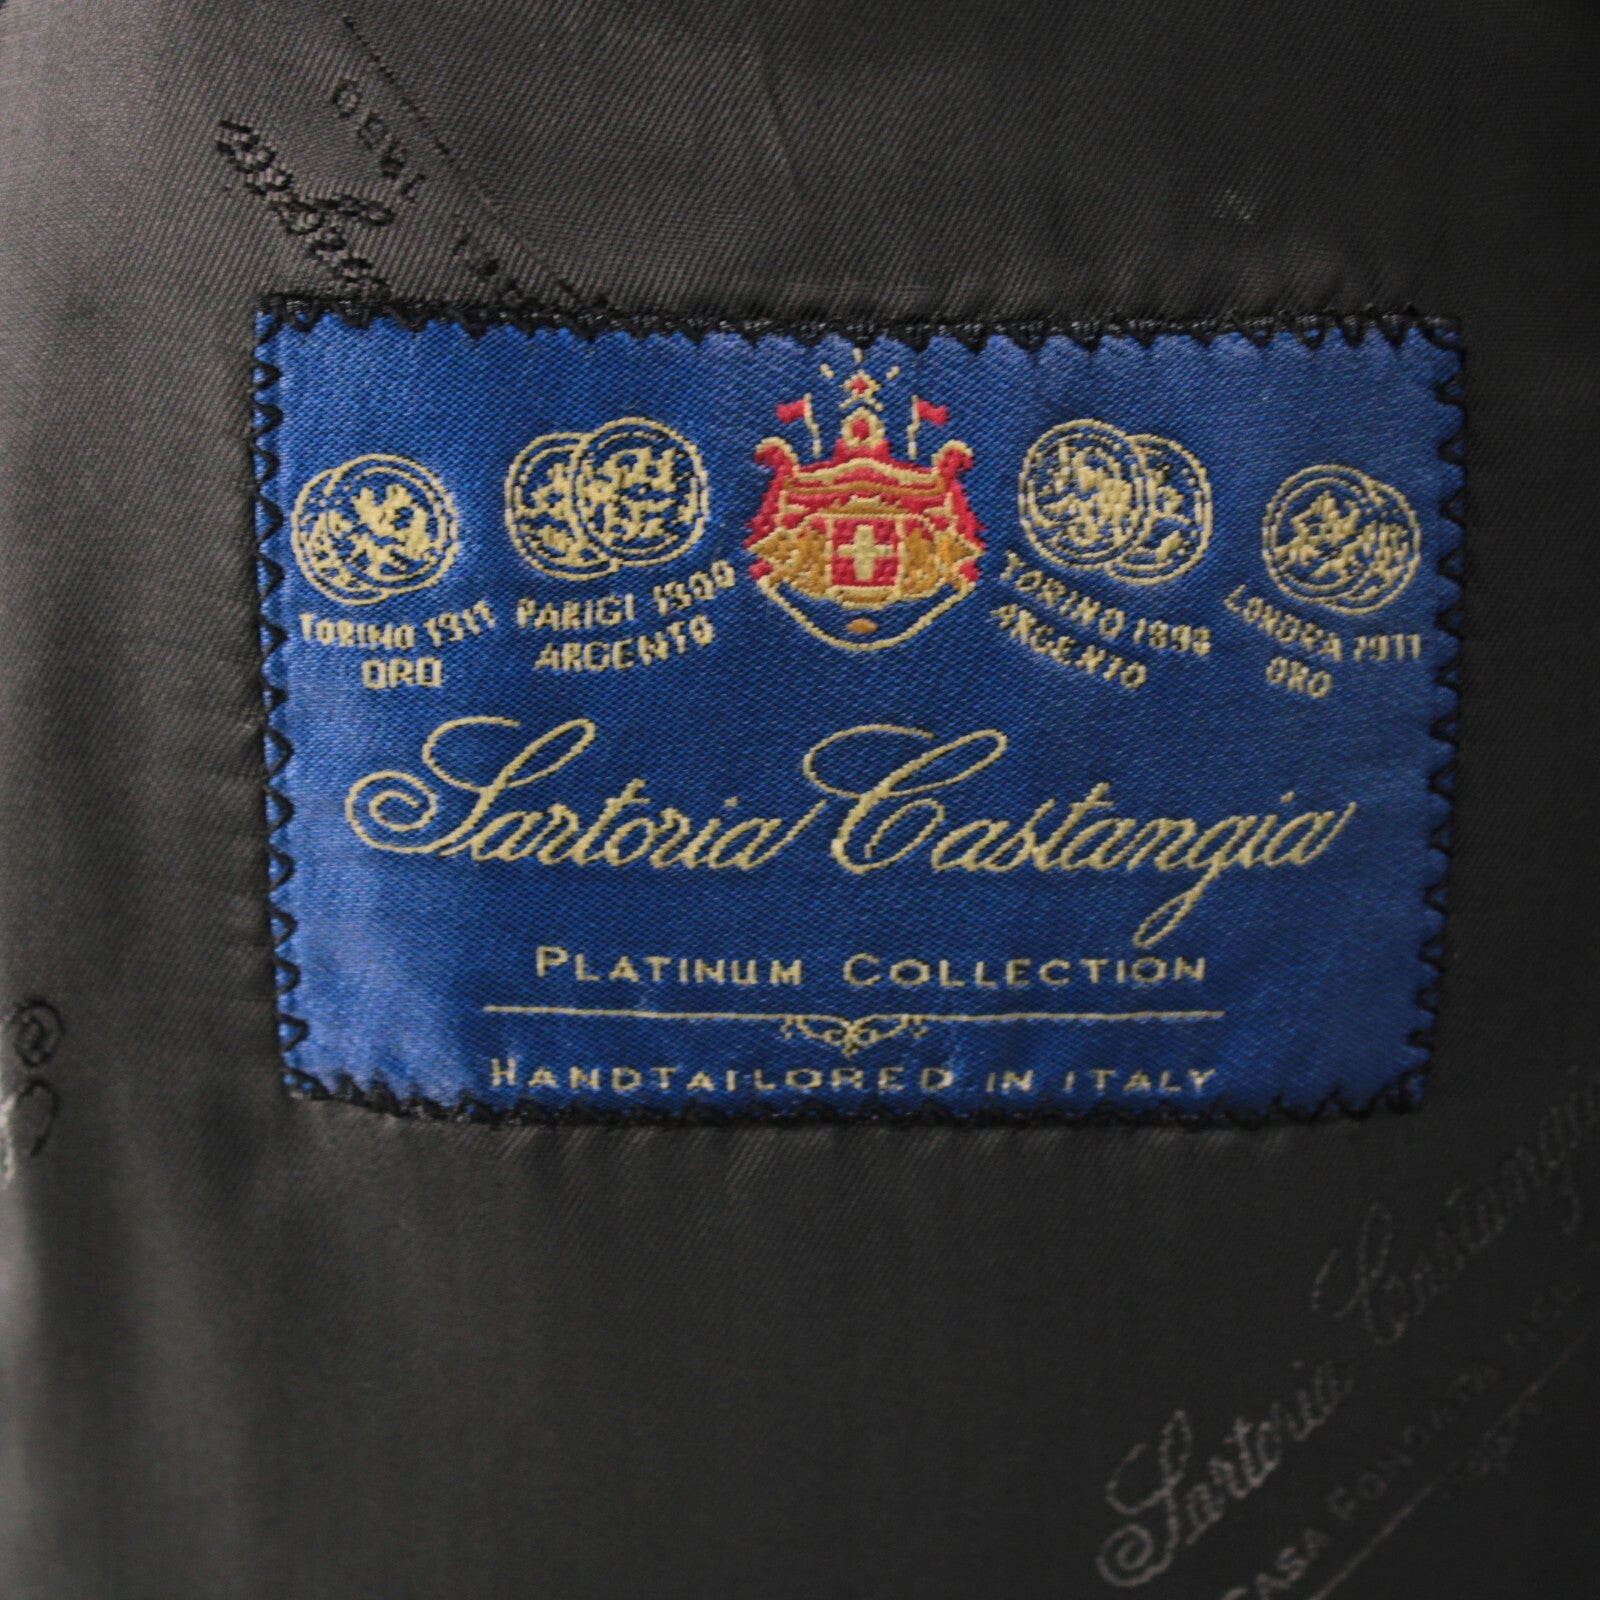 TORINO 1911
ORO
PARIGI 1900
ARGENTO
TORINO 1898
ARGENTO
LONDRA 1911
ORO
Sartoria Castangia
PLATINUM COLLECTION
HANDTAILORED IN ITALY
Sartoria Castangia
CASA FONDATA NEL